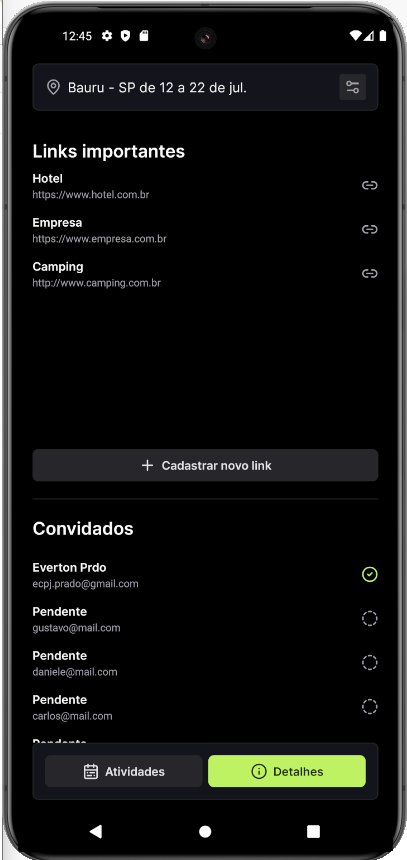 12:45
Bauru - SP de 12 a 22 de jul.
Links importantes
Hotel
https://www.hotel.com.br
Empresa
https://www.empresa.com.br
Camping
http://www.camping.com.br
Cadastrar novo link
Convidados
Everton Prdo
ecpj.prado@gmail.com
Pendente
gustavo@mail.com
Pendente
daniele@mail.com
Pendente
carlos@mail.com
Pendente
Atividades
Detalhes